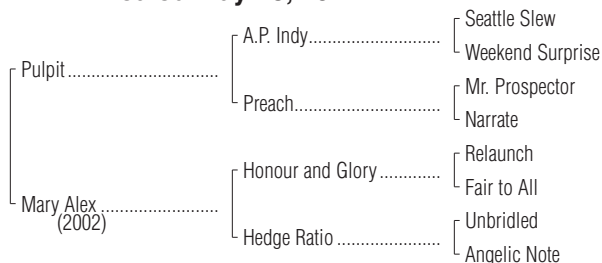 Seattle Slew
A.P. Indy
Weekend Surprise
Pulpit
Mr. Prospector
Preach
Narrate
Relaunch
Honour and Glory
Fair to All
Mary Alex
(2002)
Unbridled
Hedge Ratio
Angelic Note